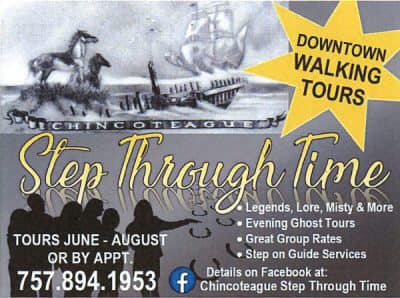 DOWNTOWN
WALKING
TOURS
CHINCOTEAGUE
Step Through Time
• Legends, Lore, Misty & More
• Evening Ghost Tours
• Great Group Rates
• Step on Guide Services
TOURS JUNE - AUGUST
OR BY APPT.
757.894.1953
Details on Facebook at:
Chincoteague Step Through Time